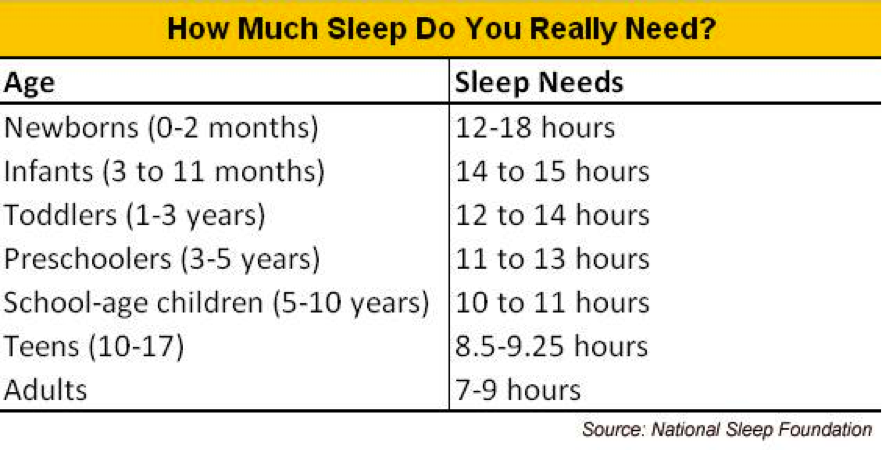 How Much Sleep Do You Really Need?
Age Sleep Needs
Newborns (0-2 months) 12-18 hours
Infants (3 to 11 months) 14 to 15 hours
Toddlers (1-3 years) 12 to 14 hours
Preschoolers (3-5 years) 11 to 13 hours
School-age children (5-10 years) 10 to 11 hours
Teens (10-17) 8.5-9.25 hours
Adults 7-9 hours
Source: National Sleep Foundation